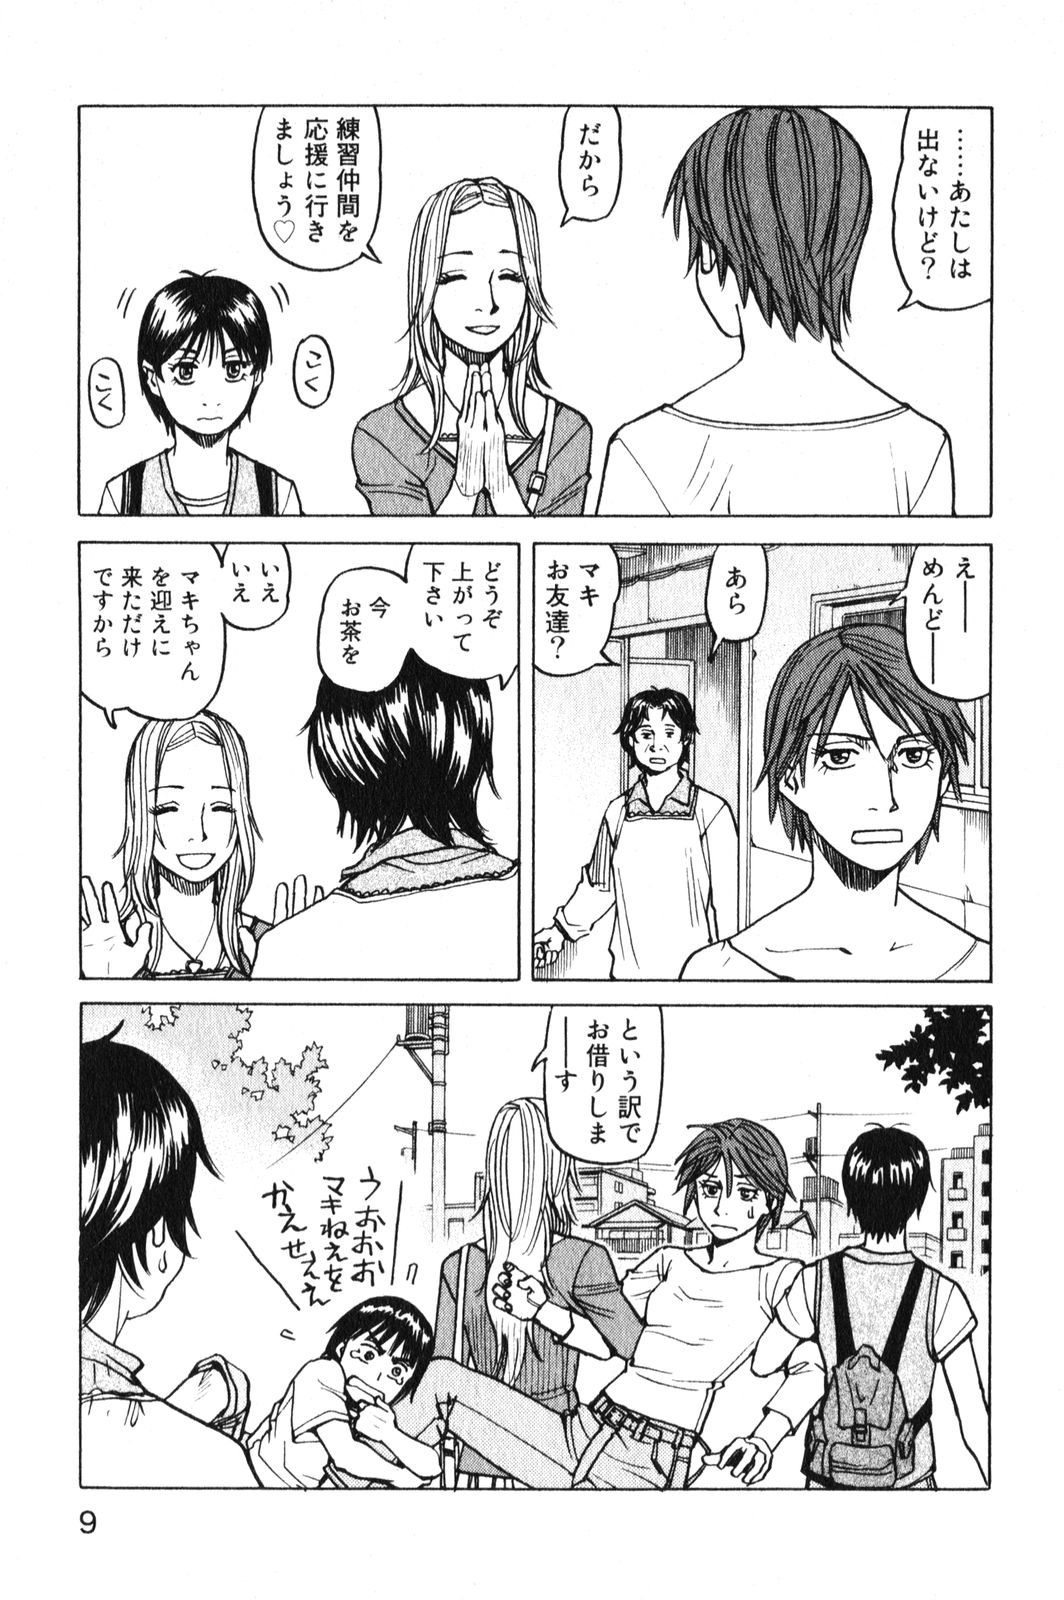 ……あたしは
出ないけど？
だから
練習仲間を
応援に行き
ましょう♡
こく
こく
えー
めんどー
あら
マキ
お友達？
どうぞ
上がって
下さい
今
お茶を
いえ
いえ
マキちゃん
を迎えに
来ただけ
ですから
という訳で
お借りしま
ーす
うおおお
マキねえを
かえせええ
9